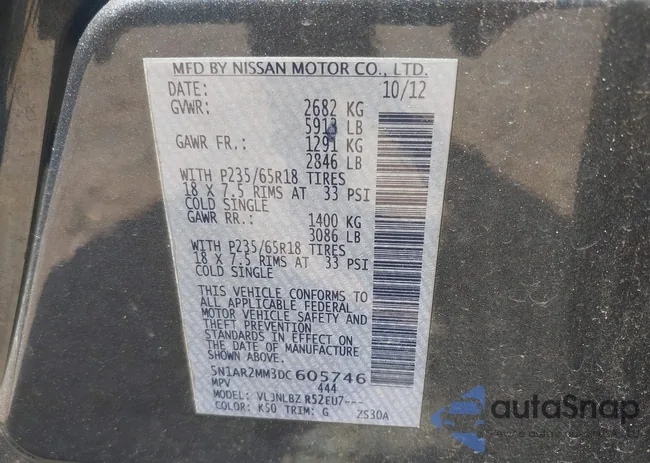 MFD BY NISSAN MOTOR CO., LTD.
DATE: 10/12
GVWR: 2682 KG
5913 LB
GAWR FR.: 1291 KG
2846 LB
WITH P235/65R18 TIRES
18 X 7.5 RIMS AT 33 PSI
COLD SINGLE
GAWR RR.: 1400 KG
3086 LB
WITH P235/65R18 TIRES
18 X 7.5 RIMS AT 33 PSI
COLD SINGLE
THIS VEHICLE CONFORMS TO
ALL APPLICABLE FEDERAL
MOTOR VEHICLE SAFETY AND
THEFT PREVENTION
STANDARDS IN EFFECT ON
THE DATE OF MANUFACTURE
SHOWN ABOVE.
5N1AR2MM3DC605746
MPV 444
MODEL: VLJNLBZ R52EU7---
COLOR: K50 TRIM: G ZS30A
autoSnap